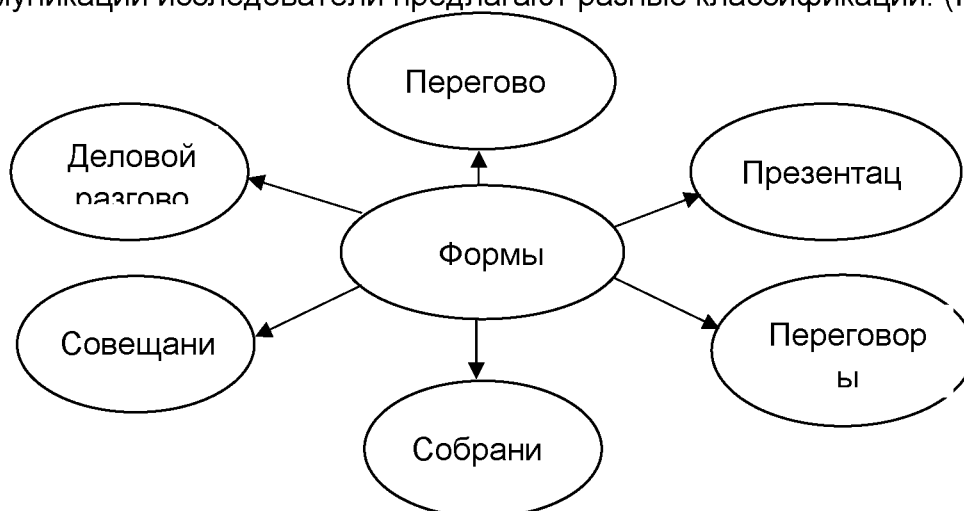 муникации исследователи предлагают разные классификации. (
Перегово
Деловой
разгово
Презентац
Формы
Совещани
Переговор
ы
Собрани